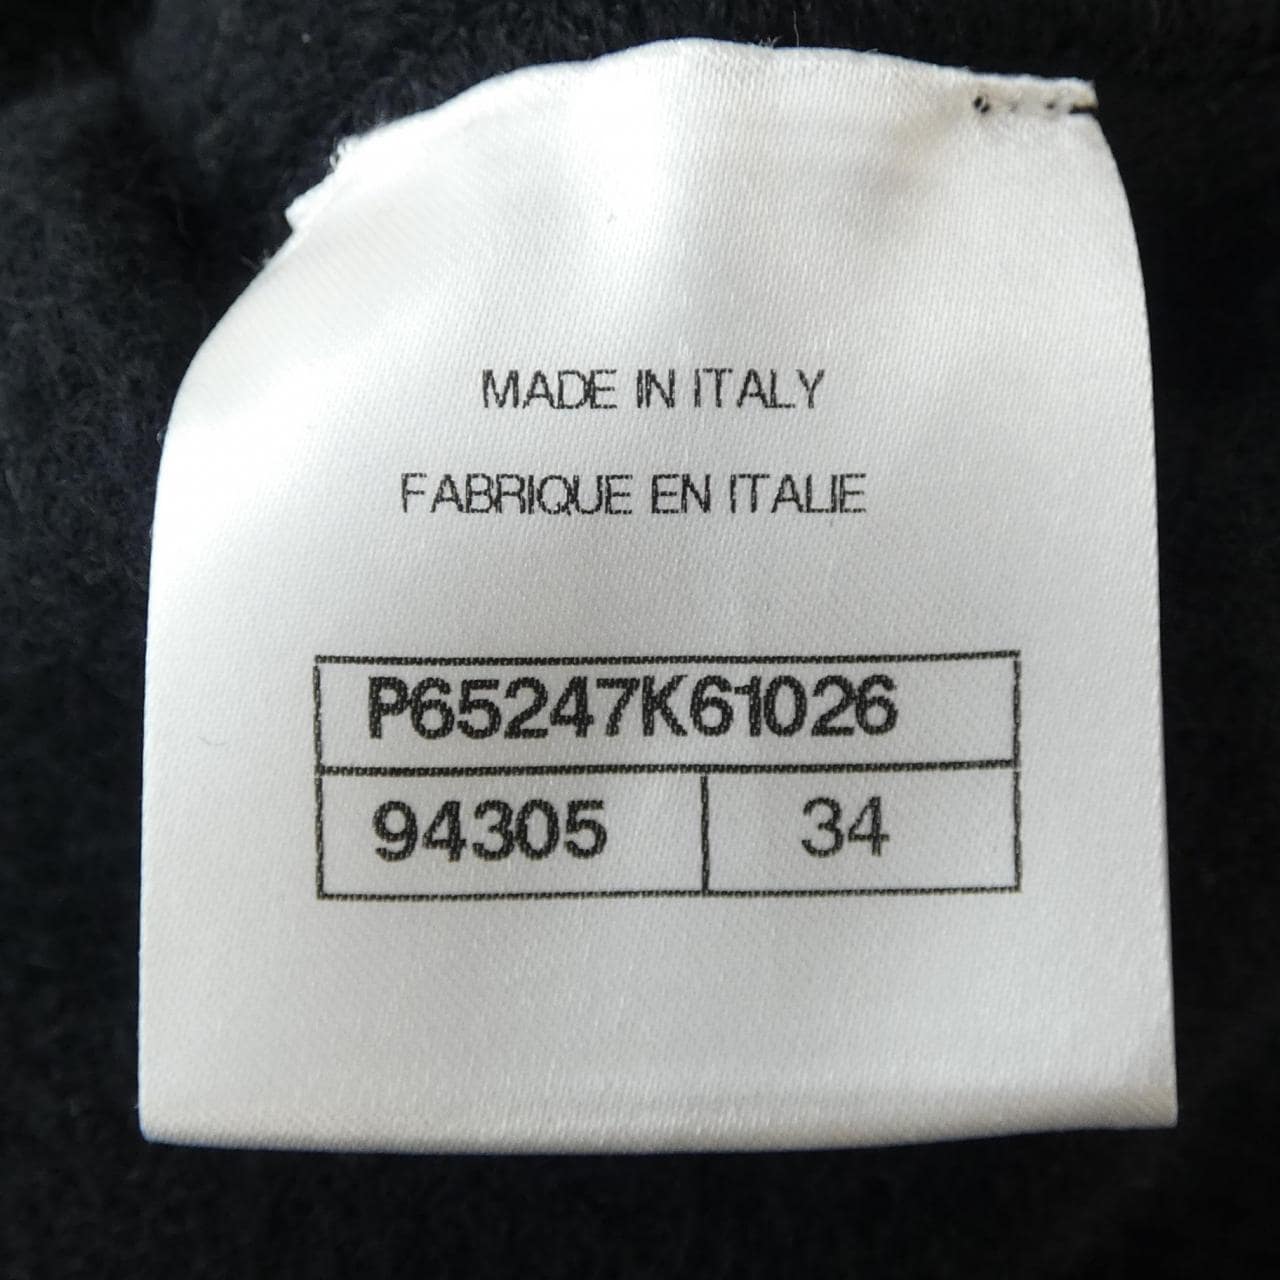 MADE IN ITALY
FABRIQUE EN ITALIE
P65247K61026
94305 34